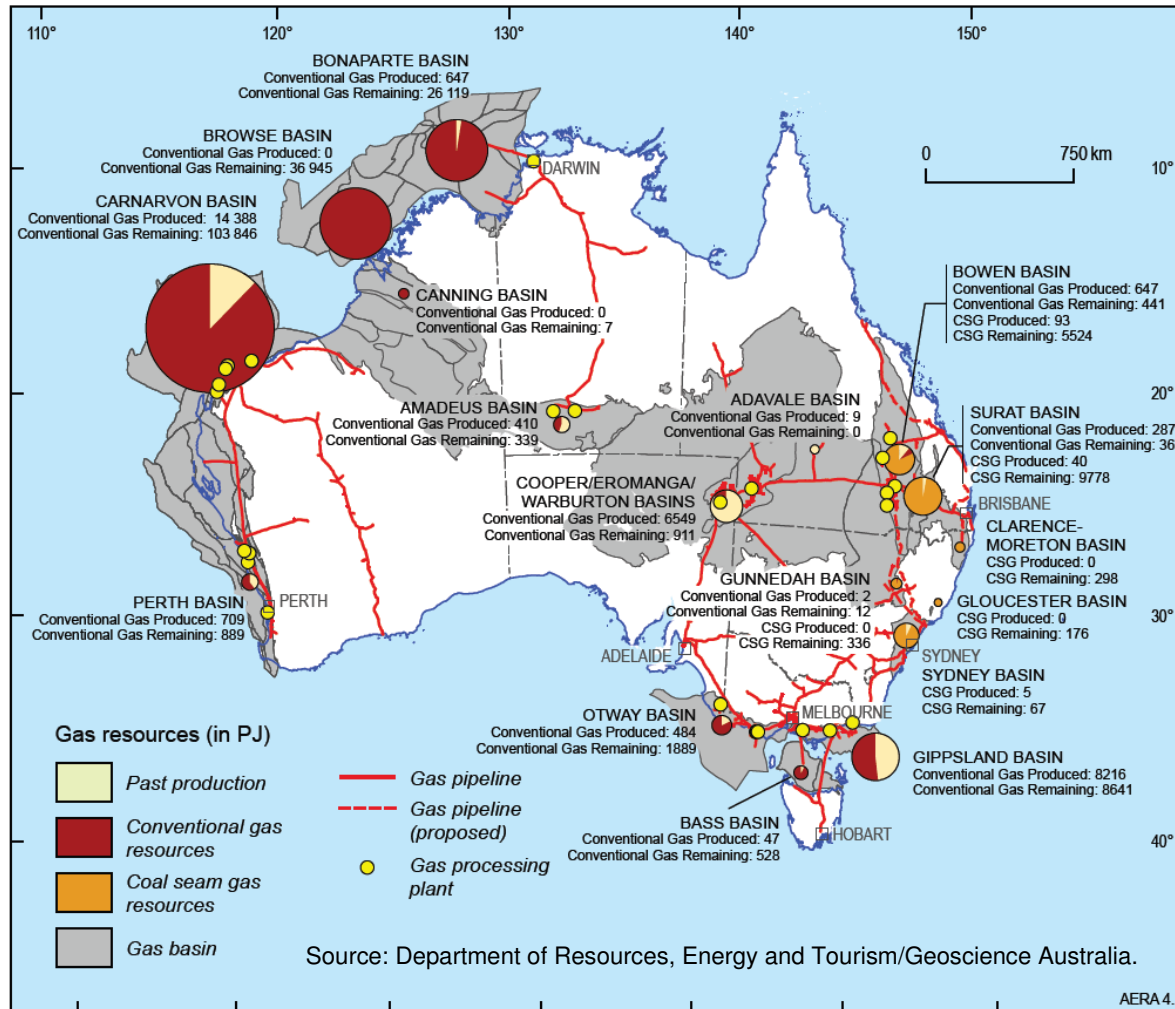 110°
120°
130°
140°
150°
BONAPARTE BASIN
Conventional Gas Produced: 647
Conventional Gas Remaining: 26 119
BROWSE BASIN
Conventional Gas Produced: 0
Conventional Gas Remaining: 36 945
CARNARVON BASIN
Conventional Gas Produced: 14 388
Conventional Gas Remaining: 103 846
DARWIN
0
750 km
10°
CANNING BASIN
Conventional Gas Produced: 0
Conventional Gas Remaining: 7
BOWEN BASIN
Conventional Gas Produced: 647
Conventional Gas Remaining: 441
CSG Produced: 93
CSG Remaining: 5524
20°
AMADEUS BASIN
Conventional Gas Produced: 410
Conventional Gas Remaining: 339
ADAVALE BASIN
Conventional Gas Produced: 9
Conventional Gas Remaining: 0
SURAT BASIN
Conventional Gas Produced: 287
Conventional Gas Remaining: 36
CSG Produced: 40
CSG Remaining: 9778
COOPER/EROMANGA/
WARBURTON BASINS
Conventional Gas Produced: 6549
Conventional Gas Remaining: 911
BRISBANE
CLARENCE-
MORETON BASIN
CSG Produced: 0
CSG Remaining: 298
GUNNEDAH BASIN
Conventional Gas Produced: 2
Conventional Gas Remaining: 12
CSG Produced: 0
CSG Remaining: 336
GLOUCESTER BASIN
CSG Produced: 0
CSG Remaining: 176
30°
PERTH BASIN
Conventional Gas Produced: 709
Conventional Gas Remaining: 889
PERTH
ADELAIDE
SYDNEY
SYDNEY BASIN
CSG Produced: 5
CSG Remaining: 67
OTWAY BASIN
Conventional Gas Produced: 484
Conventional Gas Remaining: 1889
MELBOURNE
GIPPSLAND BASIN
Conventional Gas Produced: 8216
Conventional Gas Remaining: 8641
BASS BASIN
Conventional Gas Produced: 47
Conventional Gas Remaining: 528
HOBART
40°
Gas resources (in PJ)
Past production
Conventional gas
resources
Coal seam gas
resources
Gas basin
Gas pipeline
Gas pipeline
(proposed)
Gas processing
plant
Source: Department of Resources, Energy and Tourism/Geoscience Australia.
AERA 4.